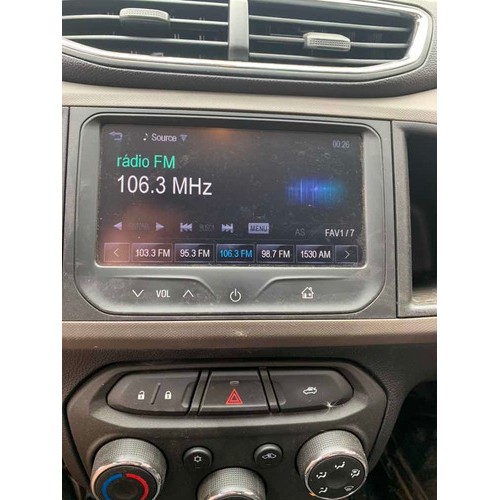 Source 00:26
rádio FM
106.3 MHz
MENU AS FAV1/7
103.3 FM 95.3 FM 106.3 FM 98.7 FM 1530 AM
VOL